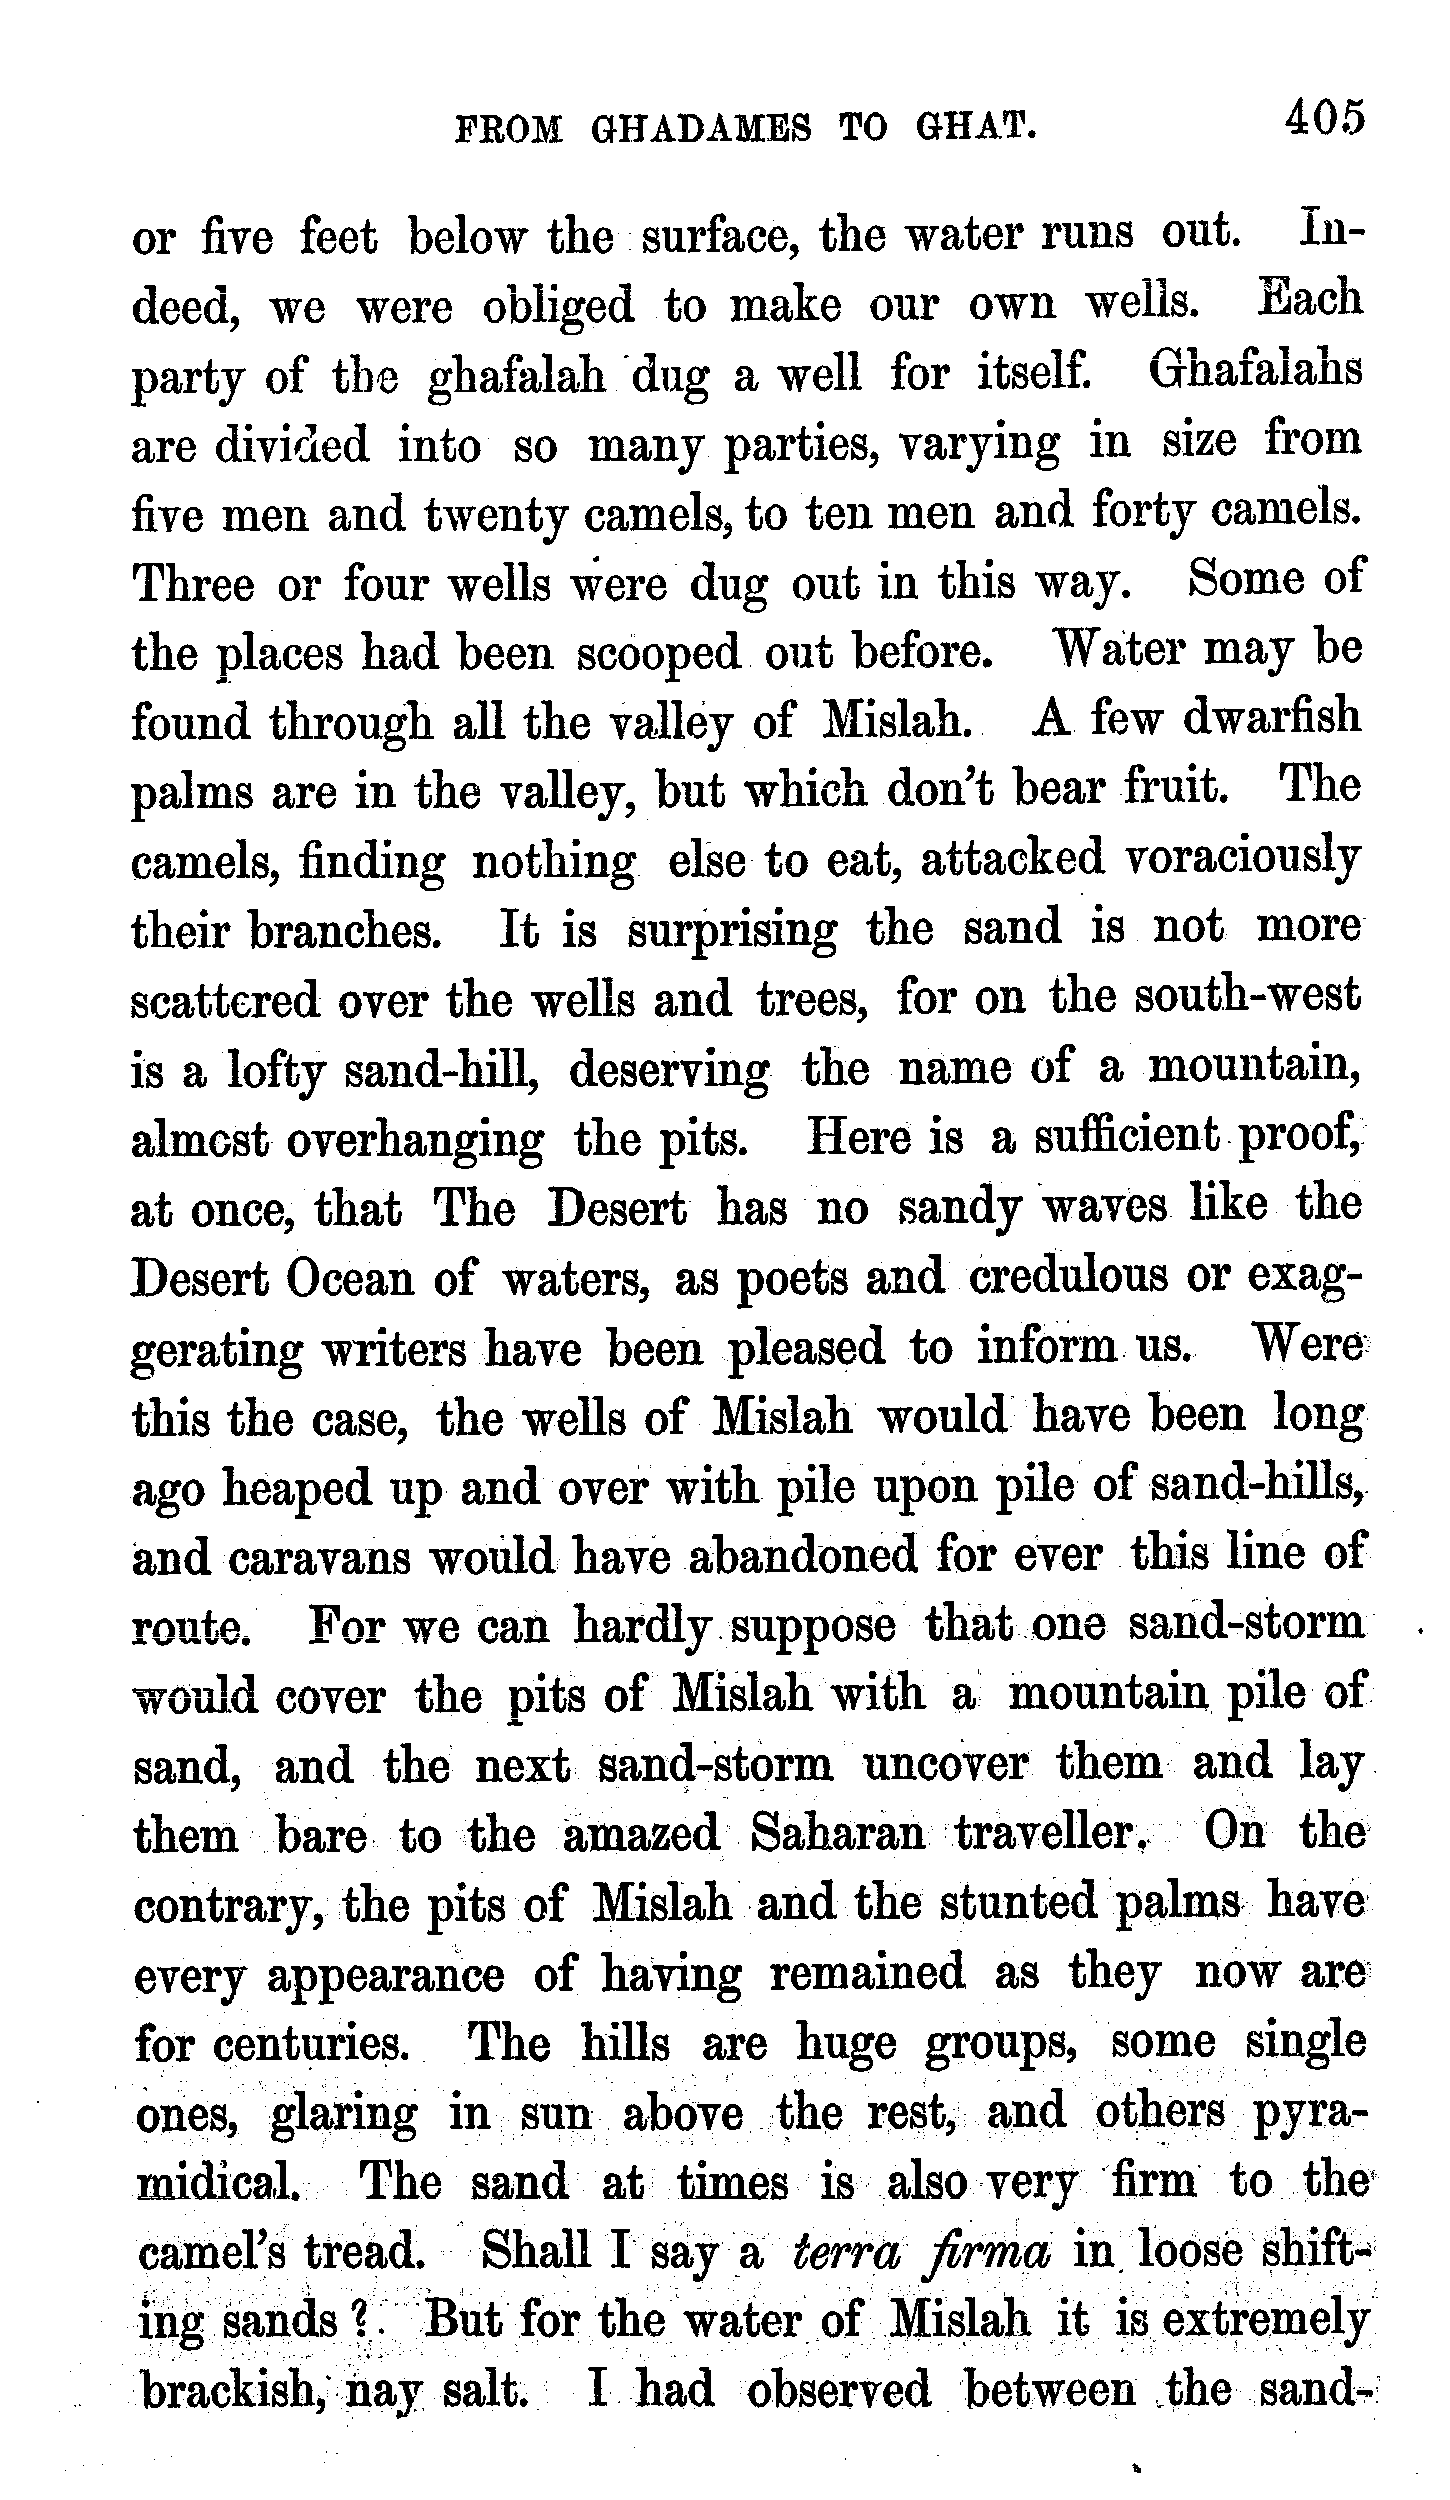 FROM GHADAMES TO GHAT. 405
or five feet below the surface, the water runs out. In-
deed, we were obliged to make our own wells. Each
party of the ghafalah dug a well for itself. Ghafalahs
are divided into so many parties, varying in size from
five men and twenty camels, to ten men and forty camels.
Three or four wells were dug out in this way. Some of
the places had been scooped out before. Water may be
found through all the valley of Mislah. A few dwarfish
palms are in the valley, but which don't bear fruit. The
camels, finding nothing else to eat, attacked voraciously
their branches. It is surprising the sand is not more
scattered over the wells and trees, for on the south-west
is a lofty sand-hill, deserving the name of a mountain,
almost overhanging the pits. Here is a sufficient proof,
at once, that The Desert has no sandy waves like the
Desert Ocean of waters, as poets and credulous or exag-
gerating writers have been pleased to inform us. Were
this the case, the wells of Mislah would have been long
ago heaped up and over with pile upon pile of sand-hills,
and caravans would have abandoned for ever this line of
route. For we can hardly suppose that one sand-storm
would cover the pits of Mislah with a mountain pile of
sand, and the next sand-storm uncover them and lay
them bare to the amazed Saharan traveller. On the
contrary, the pits of Mislah and the stunted palms have
every appearance of having remained as they now are
for centuries. The hills are huge groups, some single
ones, glaring in sun above the rest, and others pyra-
midical. The sand at times is also very firm to the
camel's tread. Shall I say a terra firma in loose shift-
ing sands? But for the water of Mislah it is extremely
brackish, nay salt. I had observed between the sand-